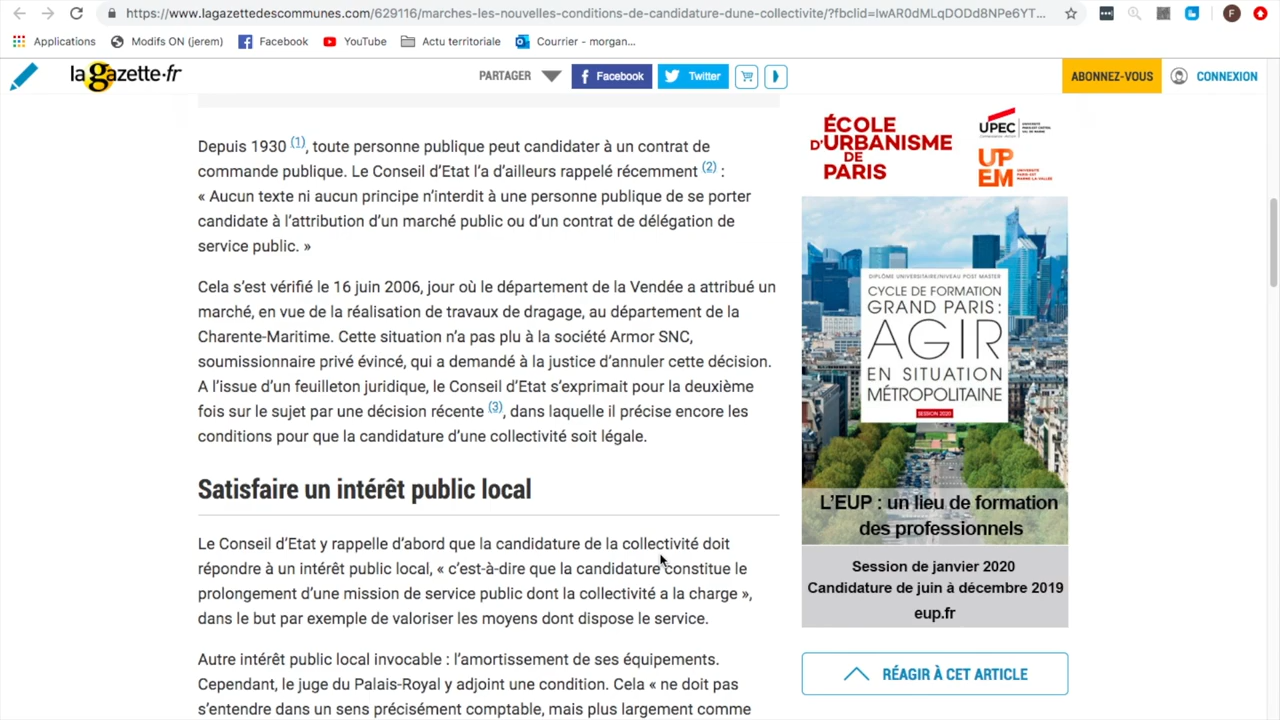 https://www.lagazettedescommunes.com/629116/marches-les-nouvelles-conditions-de-candidature-dune-collectivite/?fbclid=IwAR0dMLqDODd8NPe6YT...
F
Applications
Modifs ON (jerem)
Facebook
YouTube
Actu territoriale
Courrier - morgan...
la gazette.fr
PARTAGER
Facebook
Twitter
ABONNEZ-VOUS
CONNEXION
Depuis 1930 (1), toute personne publique peut candidater à un contrat de
commande publique. Le Conseil d’Etat l’a d’ailleurs rappelé récemment (2) :
« Aucun texte ni aucun principe n’interdit à une personne publique de se porter
candidate à l’attribution d’un marché public ou d’un contrat de délégation de
service public. »
Cela s’est vérifié le 16 juin 2006, jour où le département de la Vendée a attribué un
marché, en vue de la réalisation de travaux de dragage, au département de la
Charente-Maritime. Cette situation n’a pas plu à la société Armor SNC,
soumissionnaire privé évincé, qui a demandé à la justice d’annuler cette décision.
A l’issue d’un feuilleton juridique, le Conseil d’Etat s’exprimait pour la deuxième
fois sur le sujet par une décision récente (3), dans laquelle il précise encore les
conditions pour que la candidature d’une collectivité soit légale.
Satisfaire un intérêt public local
Le Conseil d’Etat y rappelle d’abord que la candidature de la collectivité doit
répondre à un intérêt public local, « c’est-à-dire que la candidature constitue le
prolongement d’une mission de service public dont la collectivité a la charge »,
dans le but par exemple de valoriser les moyens dont dispose le service.
Autre intérêt public local invocable : l’amortissement de ses équipements.
Cependant, le juge du Palais-Royal y adjoint une condition. Cela « ne doit pas
s’entendre dans un sens précisément comptable, mais plus largement comme
ÉCOLE
D’URBANISME
DE
PARIS
UPEC
UP
EM
DIPLÔME UNIVERSITAIRE/NIVEAU POST MASTER
CYCLE DE FORMATION
GRAND PARIS :
AGIR
EN SITUATION
MÉTROPOLITAINE
SESSION 2020
L’EUP : un lieu de formation
des professionnels
Session de janvier 2020
Candidature de juin à décembre 2019
eup.fr
RÉAGIR À CET ARTICLE